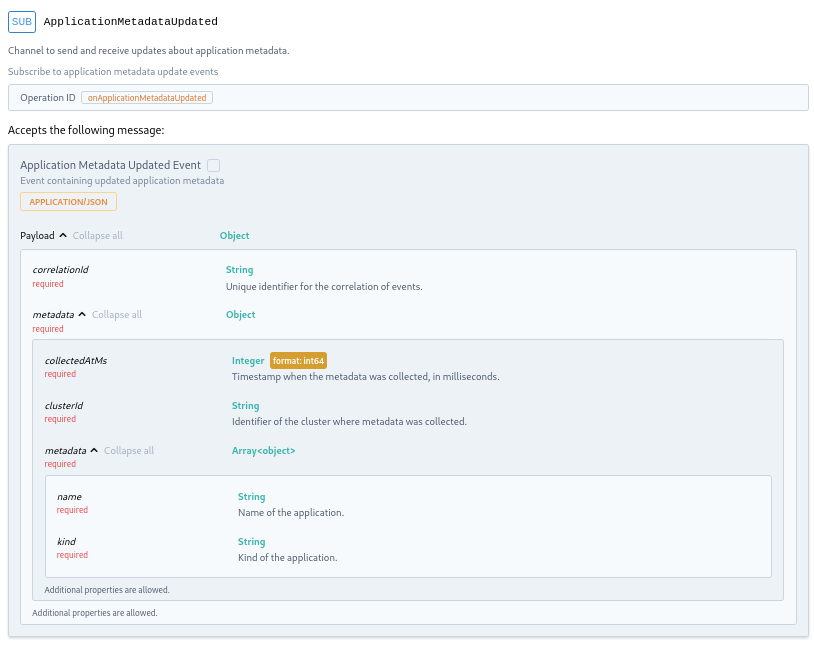 SUB ApplicationMetadataUpdated
Channel to send and receive updates about application metadata.
Subscribe to application metadata update events
Operation ID onApplicationMetadataUpdated
Accepts the following message:
Application Metadata Updated Event
Event containing updated application metadata
APPLICATION/JSON
Payload Collapse all Object
correlationId String
required Unique identifier for the correlation of events.
metadata Collapse all Object
required
collectedAtMs Integer format: int64
required Timestamp when the metadata was collected, in milliseconds.
clusterId String
required Identifier of the cluster where metadata was collected.
metadata Collapse all Array<object>
required
name String
required Name of the application.
kind String
required Kind of the application.
Additional properties are allowed.
Additional properties are allowed.